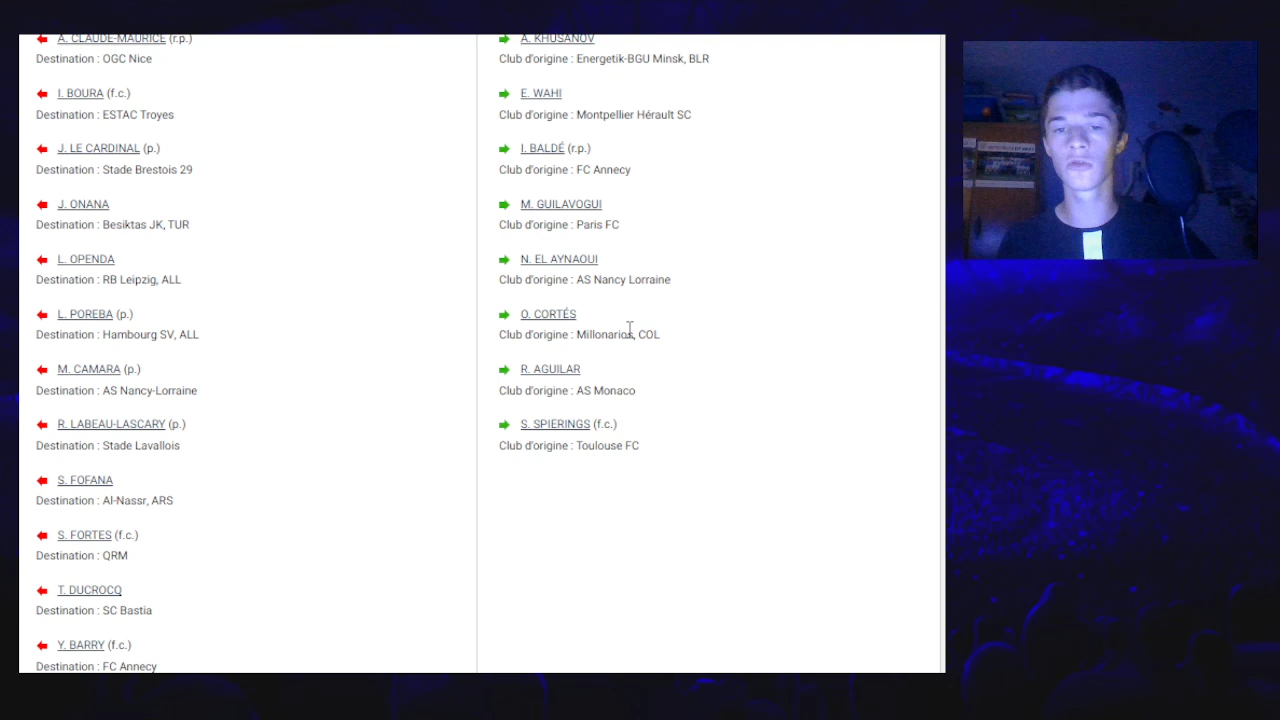 A. CLAUDE-MAURICE (r.p.)
Destination : OGC Nice
I. BOURA (f.c.)
Destination : ESTAC Troyes
J. LE CARDINAL (p.)
Destination : Stade Brestois 29
J. ONANA
Destination : Besiktas JK, TUR
L. OPENDA
Destination : RB Leipzig, ALL
L. POREBA (p.)
Destination : Hambourg SV, ALL
M. CAMARA (p.)
Destination : AS Nancy-Lorraine
R. LABEAU-LASCARY (p.)
Destination : Stade Lavallois
S. FOFANA
Destination : Al-Nassr, ARS
S. FORTES (f.c.)
Destination : QRM
T. DUCROCQ
Destination : SC Bastia
Y. BARRY (f.c.)
Destination : FC Annecy
A. KHUSANOV
Club d'origine : Energetik-BGU Minsk, BLR
E. WAHI
Club d'origine : Montpellier Hérault SC
I. BALDÉ (r.p.)
Club d'origine : FC Annecy
M. GUILAVOGUI
Club d'origine : Paris FC
N. EL AYNAOUI
Club d'origine : AS Nancy Lorraine
O. CORTÉS
Club d'origine : Millonarios, COL
R. AGUILAR
Club d'origine : AS Monaco
S. SPIERINGS (f.c.)
Club d'origine : Toulouse FC